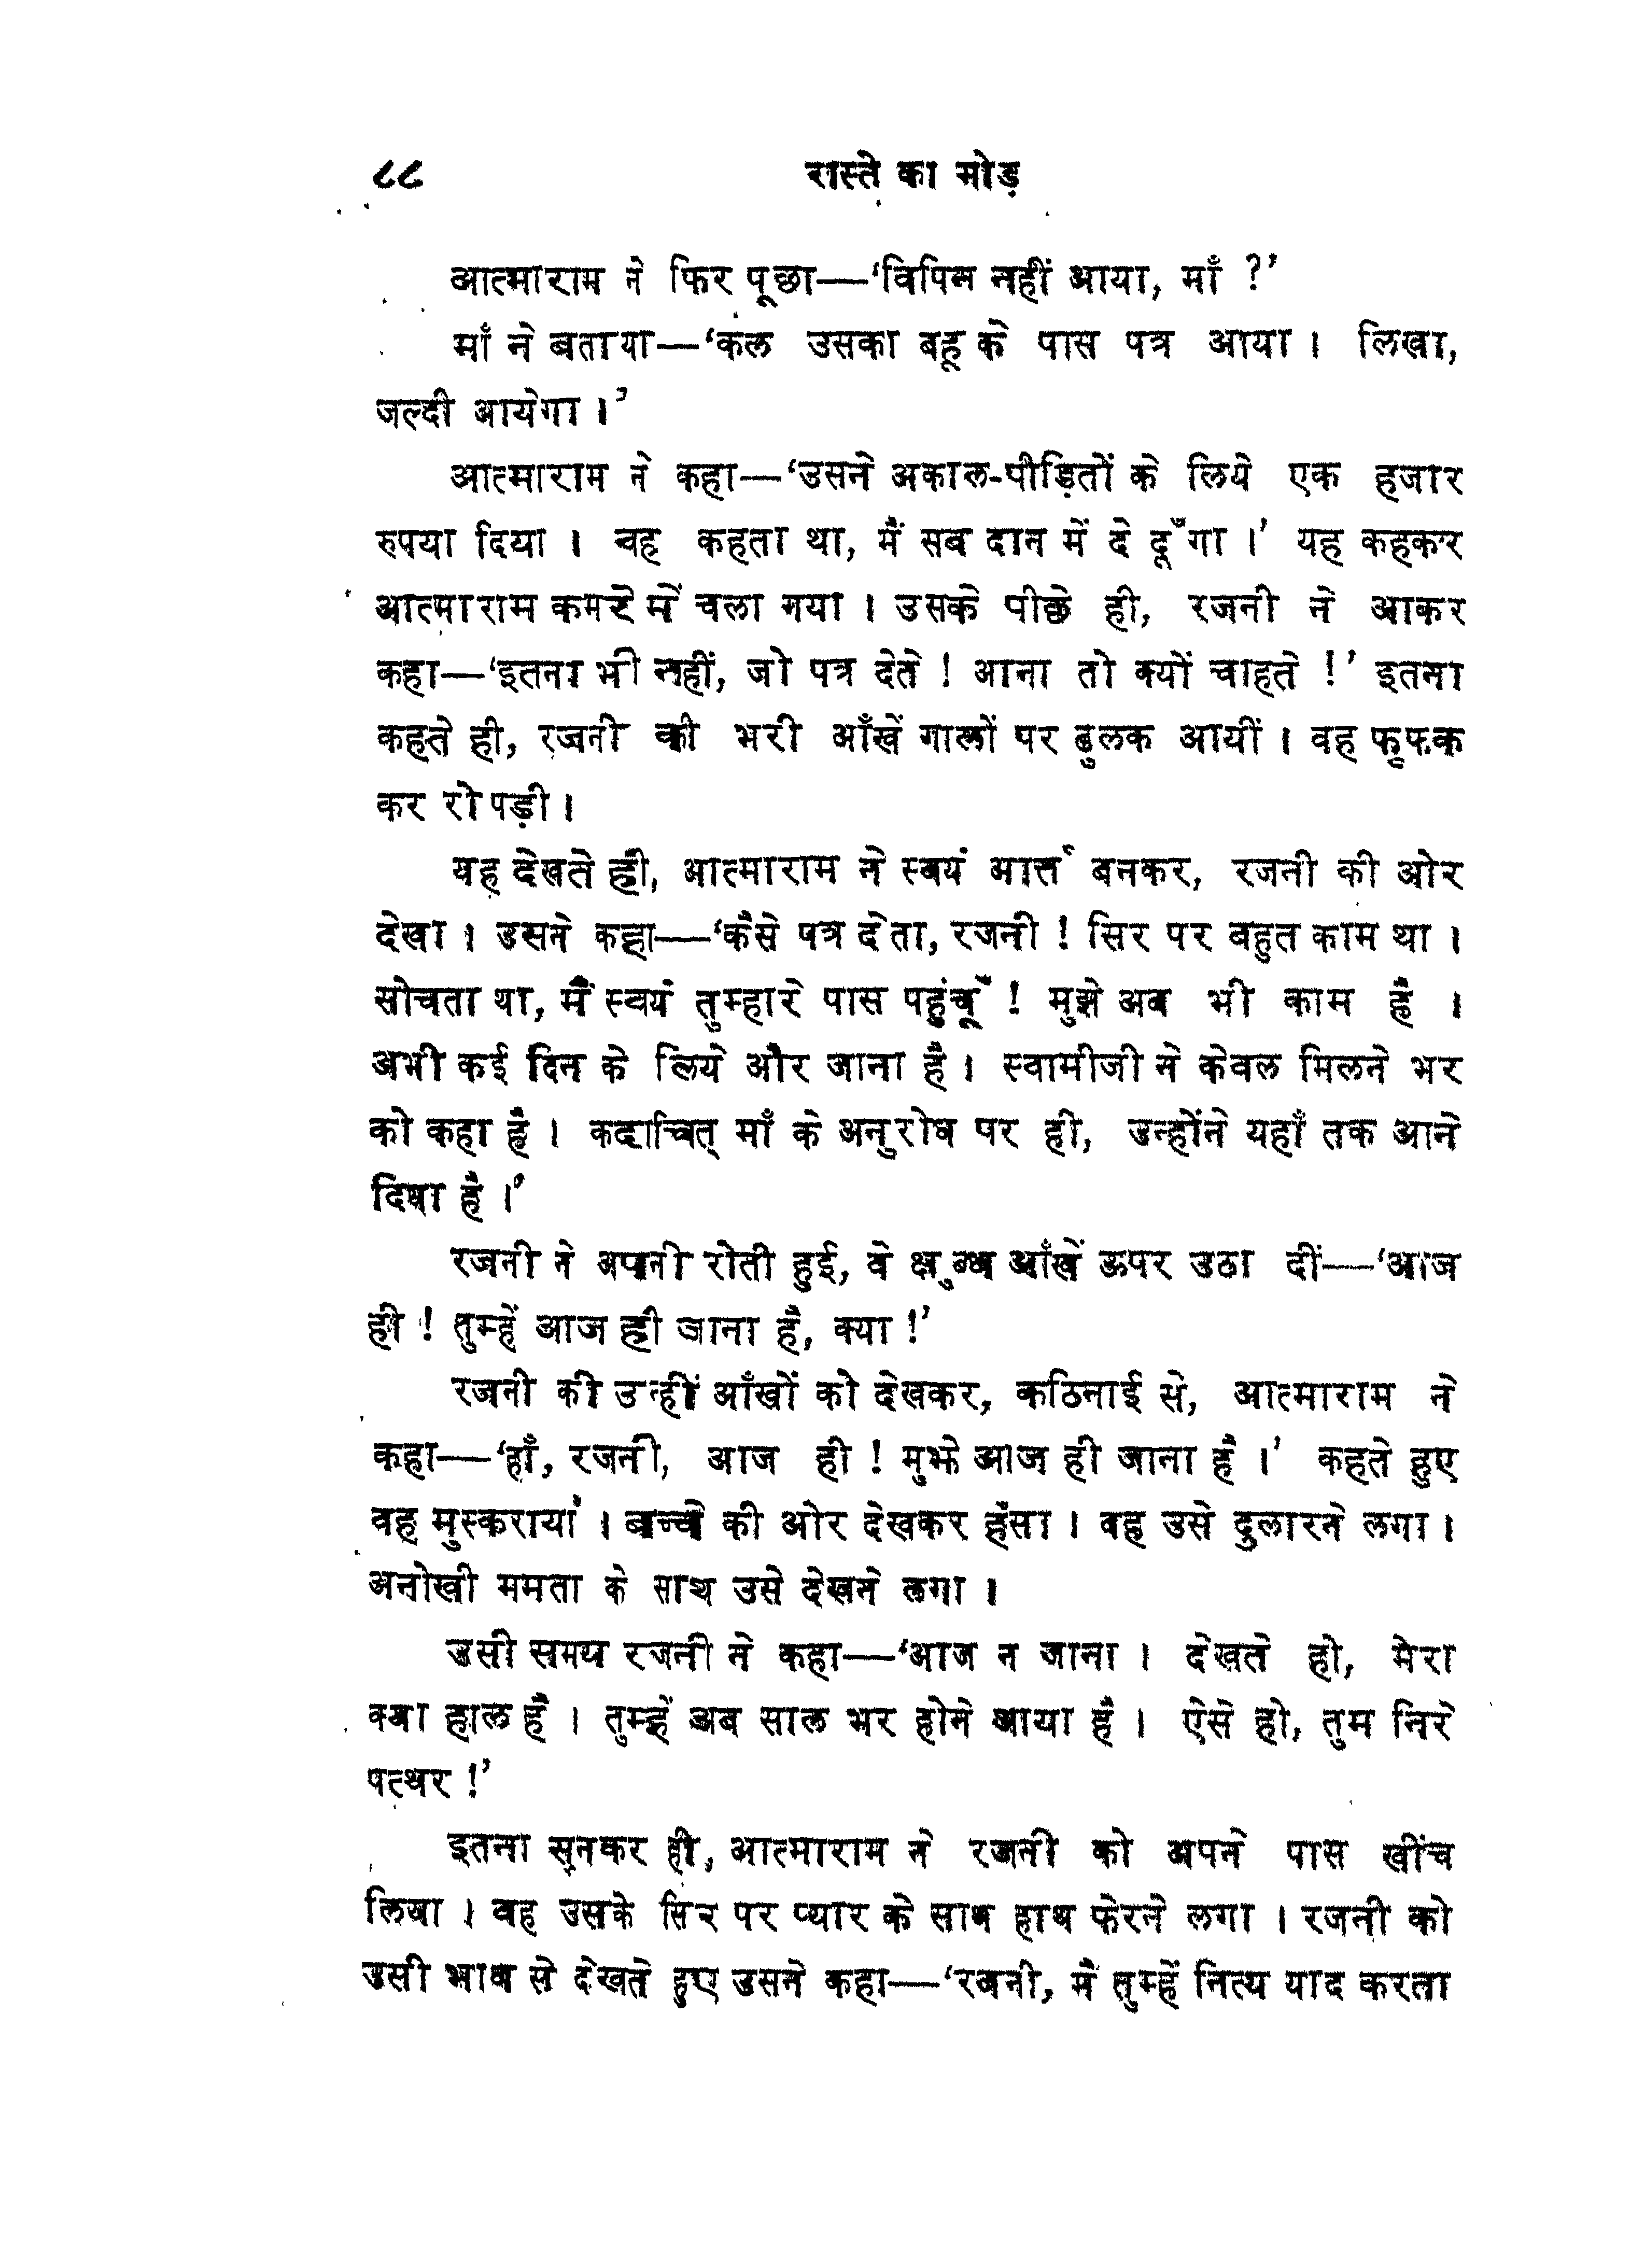 ८८ रास्ते का मोड़
आत्माराम ने फिर पूछा—‘विपिन नहीं आया, माँ ?’
माँ ने बताया—‘कल उसका बहू के पास पत्र आया । लिखा,
जल्दी आयेगा ।’
आत्माराम ने कहा—‘उसने अकाल-पीड़ितों के लिये एक हजार
रुपया दिया । वह कहता था, मैं सब दान में दे दूँगा ।’ यह कहकर
आत्माराम कमरे में चला गया । उसके पीछे ही, रजनी ने आकर
कहा—‘इतना भी नहीं, जो पत्र देते ! आना तो क्यों चाहते !’ इतना
कहते ही, रजनी की भरी आँखें गालों पर ढुलक आयीं । वह फूफक
कर रो पड़ी ।
यह देखते ही, आत्माराम ने स्वयं आर्त्त बनकर, रजनी की ओर
देखा । उसने कहा—‘कैसे पत्र देता, रजनी ! सिर पर बहुत काम था ।
सोचता था, मैं स्वयं तुम्हारे पास पहुंचूँ ! मुझे अब भी काम है ।
अभी कई दिन के लिये और जाना है । स्वामीजी ने केवल मिलने भर
को कहा है । कदाचित् माँ के अनुरोध पर ही, उन्होंने यहाँ तक आने
दिया है ।’
रजनी ने अपनी रोती हुई, वे क्षुब्ध आँखें ऊपर उठा दीं—‘आज
ही ! तुम्हें आज ही जाना है, क्या !’
रजनी की उन्हीं आँखों को देखकर, कठिनाई से, आत्माराम ने
कहा—‘हाँ, रजनी, आज ही ! मुझे आज ही जाना है ।’ कहते हुए
वह मुस्कराया । बच्चे की ओर देखकर हँसा । वह उसे दुलारने लगा ।
अनोखी ममता के साथ उसे देखने लगा ।
उसी समय रजनी ने कहा—‘आज न जाना । देखते हो, मेरा
क्या हाल है । तुम्हें अब साल भर होने आया है । ऐसे हो, तुम निरे
पत्थर !’
इतना सुनकर ही, आत्माराम ने रजनी को अपने पास खींच
लिया । वह उसके सिर पर प्यार के साथ हाथ फेरने लगा । रजनी को
उसी भाव से देखते हुए उसने कहा—‘रजनी, मैं तुम्हें नित्य याद करता